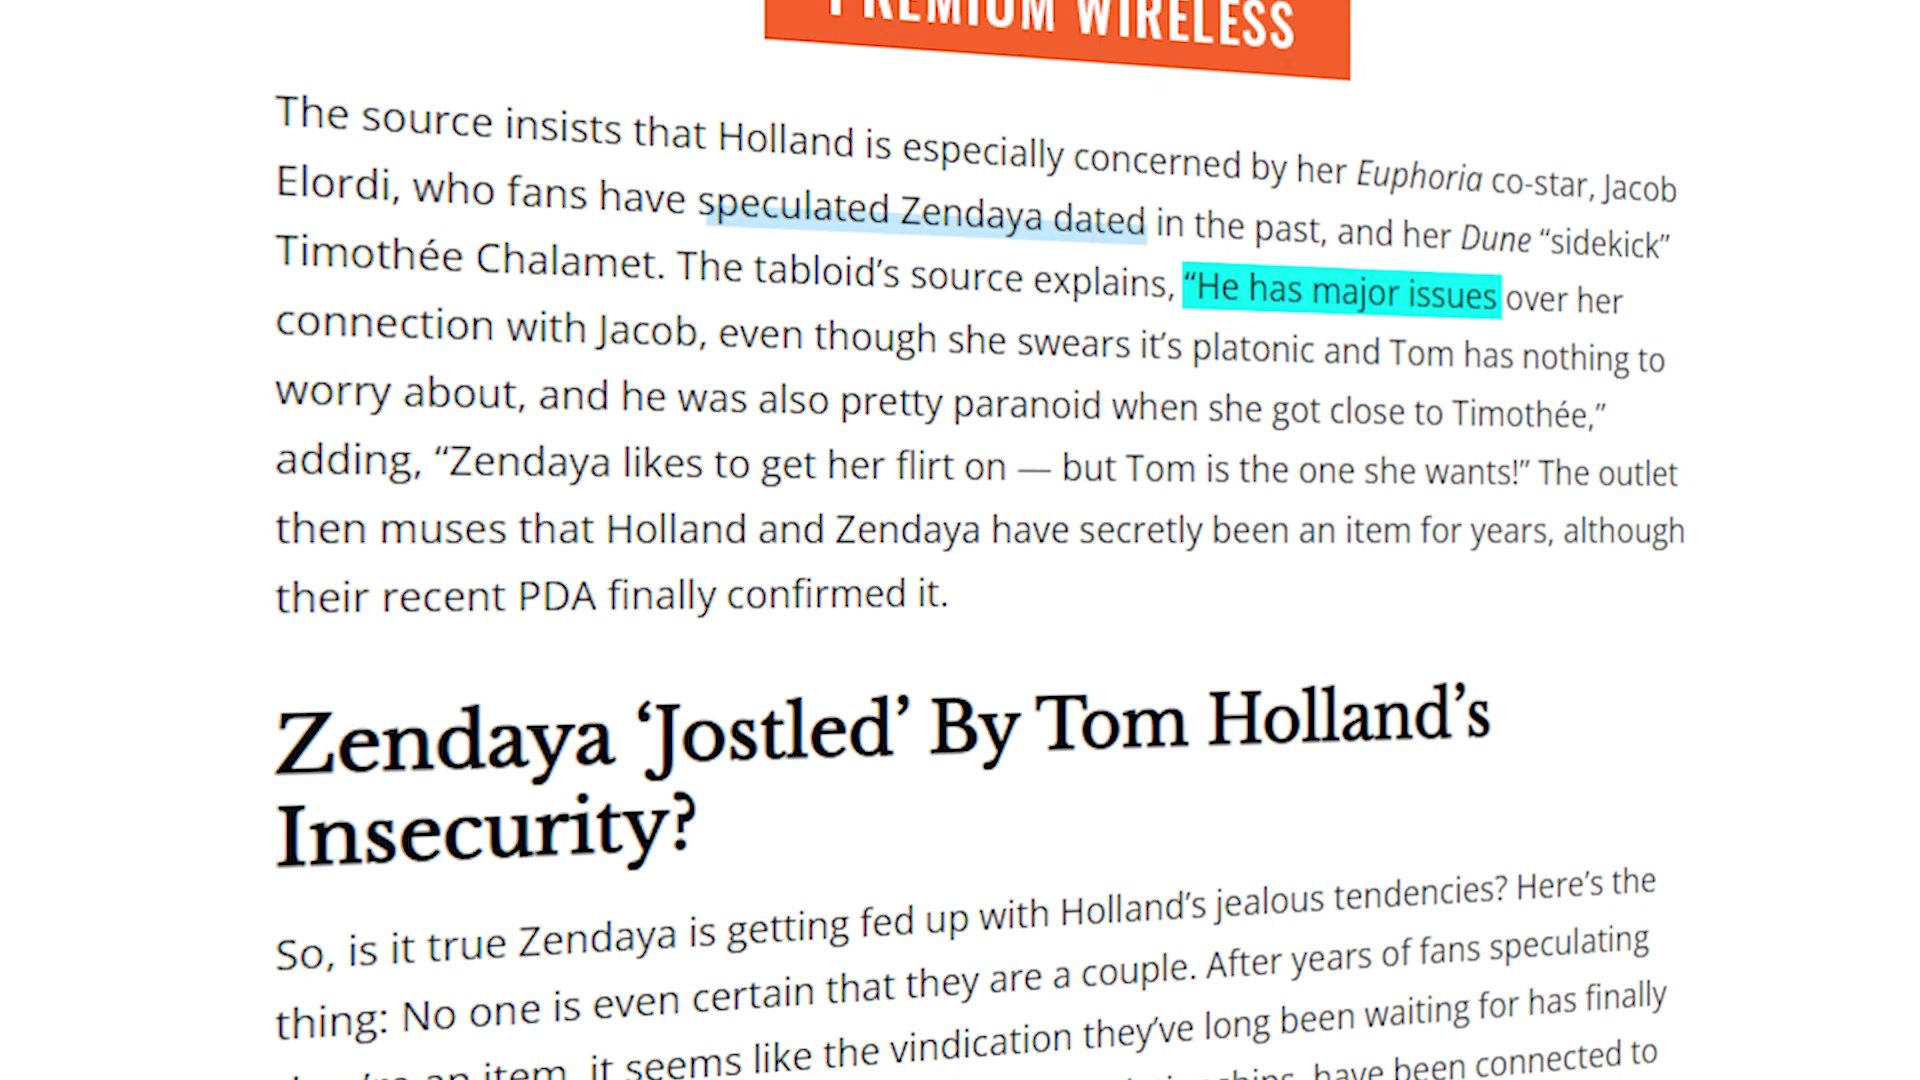 PREMIUM WIRELESS
The source insists that Holland is especially concerned by her Euphoria co-star, Jacob
Elordi, who fans have speculated Zendaya dated in the past, and her Dune “sidekick”
Timothée Chalamet. The tabloid’s source explains, “He has major issues over her
connection with Jacob, even though she swears it’s platonic and Tom has nothing to
worry about, and he was also pretty paranoid when she got close to Timothée,”
adding, “Zendaya likes to get her flirt on — but Tom is the one she wants!” The outlet
then muses that Holland and Zendaya have secretly been an item for years, although
their recent PDA finally confirmed it.
Zendaya ‘Jostled’ By Tom Holland’s
Insecurity?
So, is it true Zendaya is getting fed up with Holland’s jealous tendencies? Here’s the
thing: No one is even certain that they are a couple. After years of fans speculating
an item, it seems like the vindication they’ve long been waiting for has finally
have been connected to